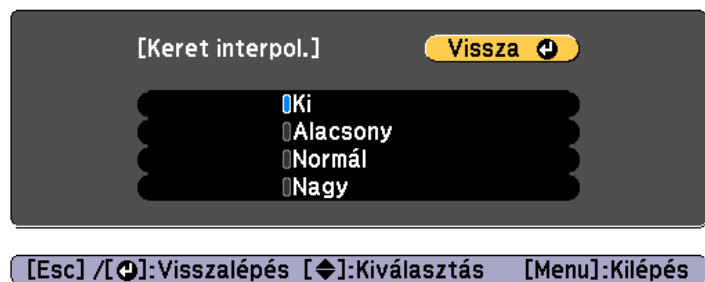 [Keret interpol.] Vissza
Ki
Alacsony
Normál
Nagy
[Esc] /[⏎]:Visszalépés [◆]:Kiválasztás [Menu]:Kilépés